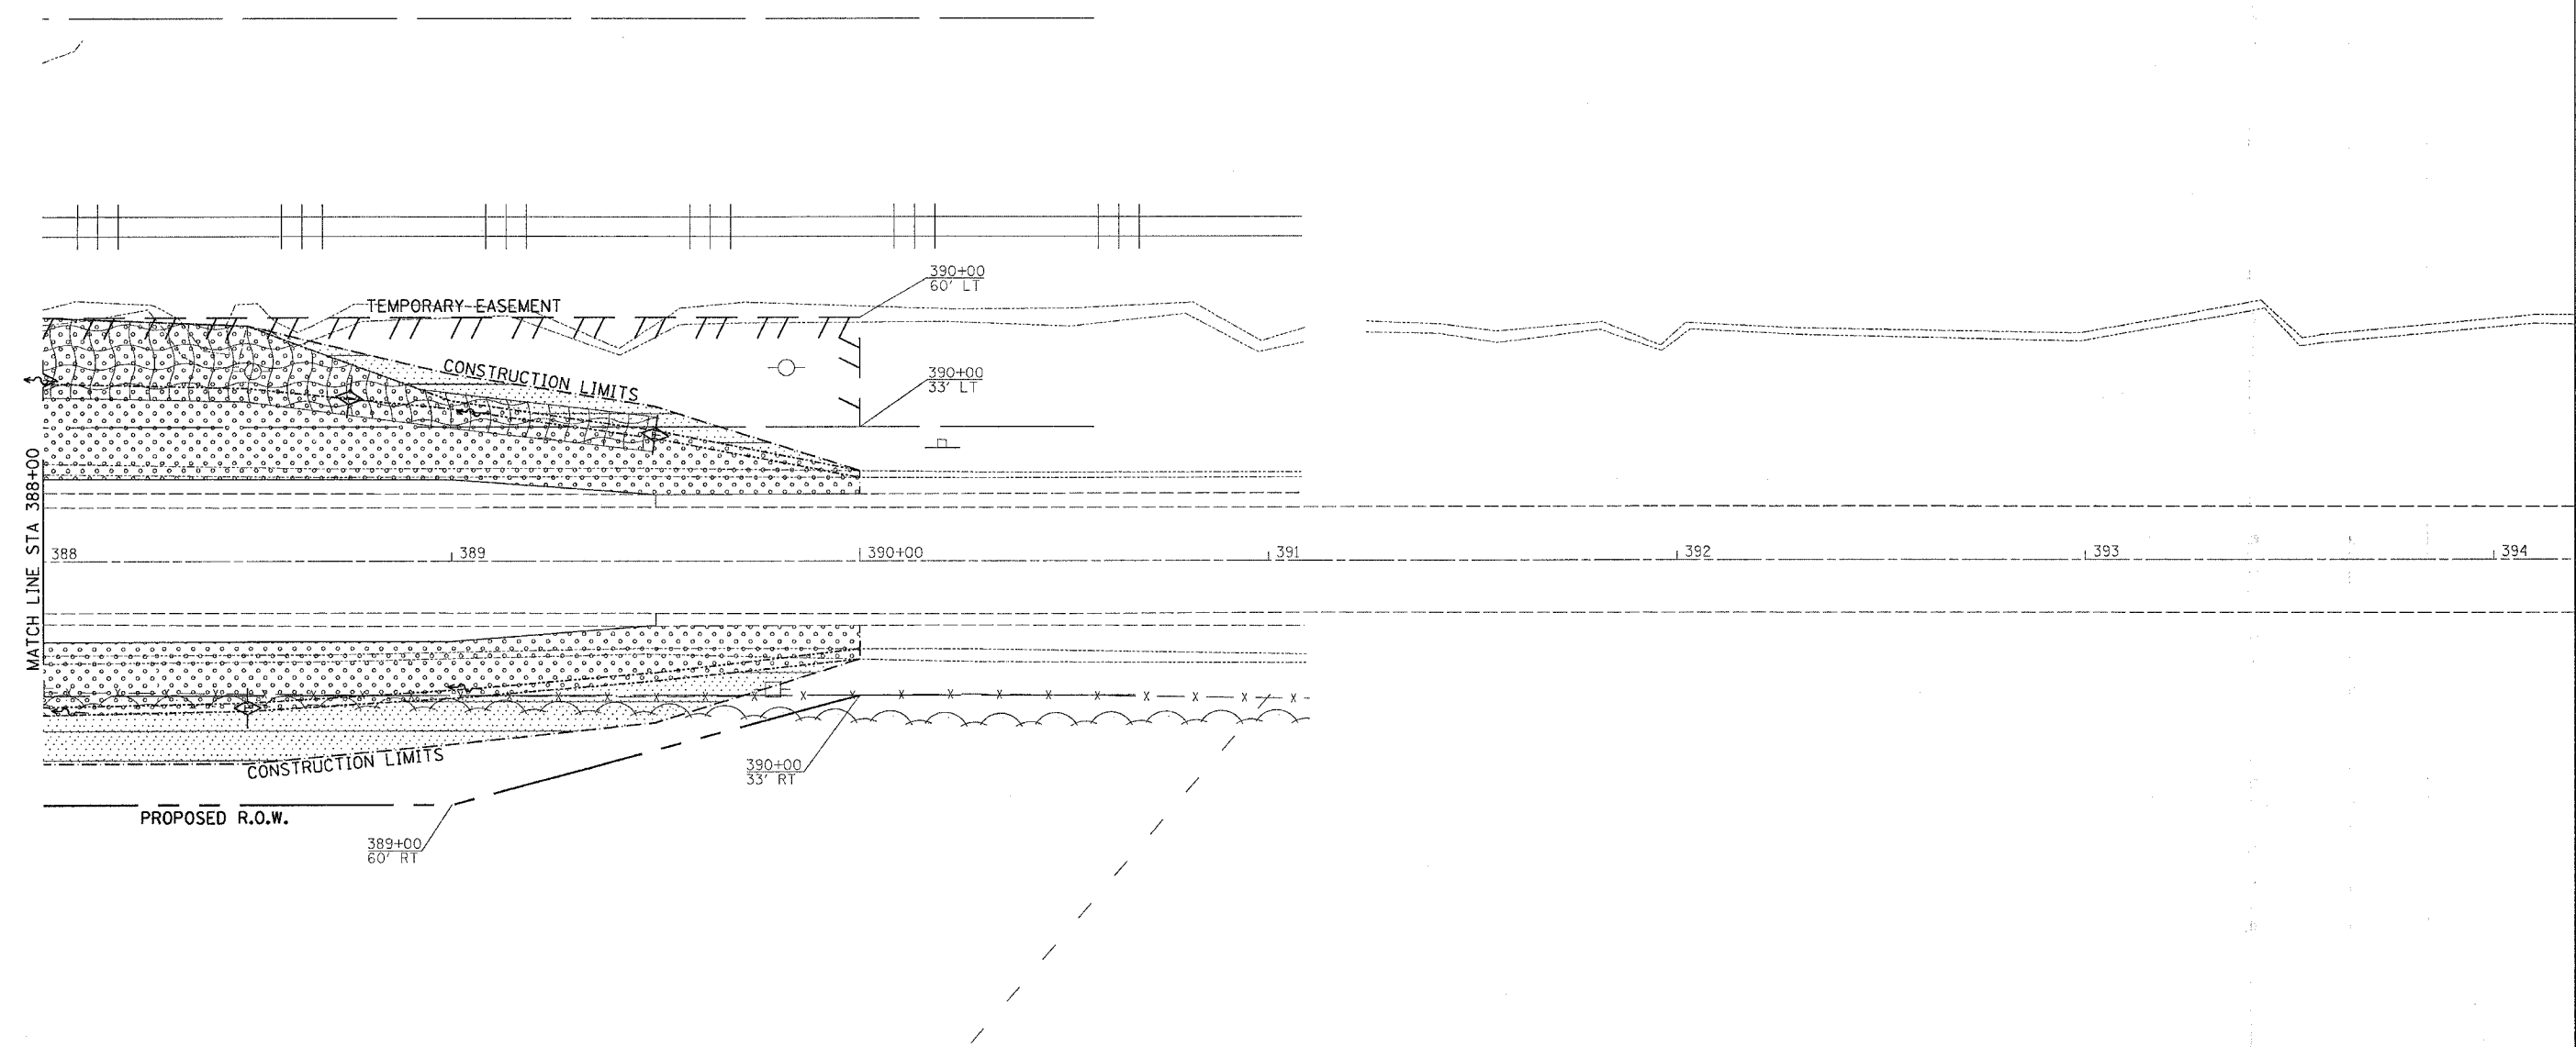 390+00
60' LT
TEMPORARY EASEMENT
CONSTRUCTION LIMITS
390+00
33' LT
MATCH LINE STA 388+00
388
389
390+00
391
392
393
394
CONSTRUCTION LIMITS
390+00
33' RT
PROPOSED R.O.W.
389+00
60' RT